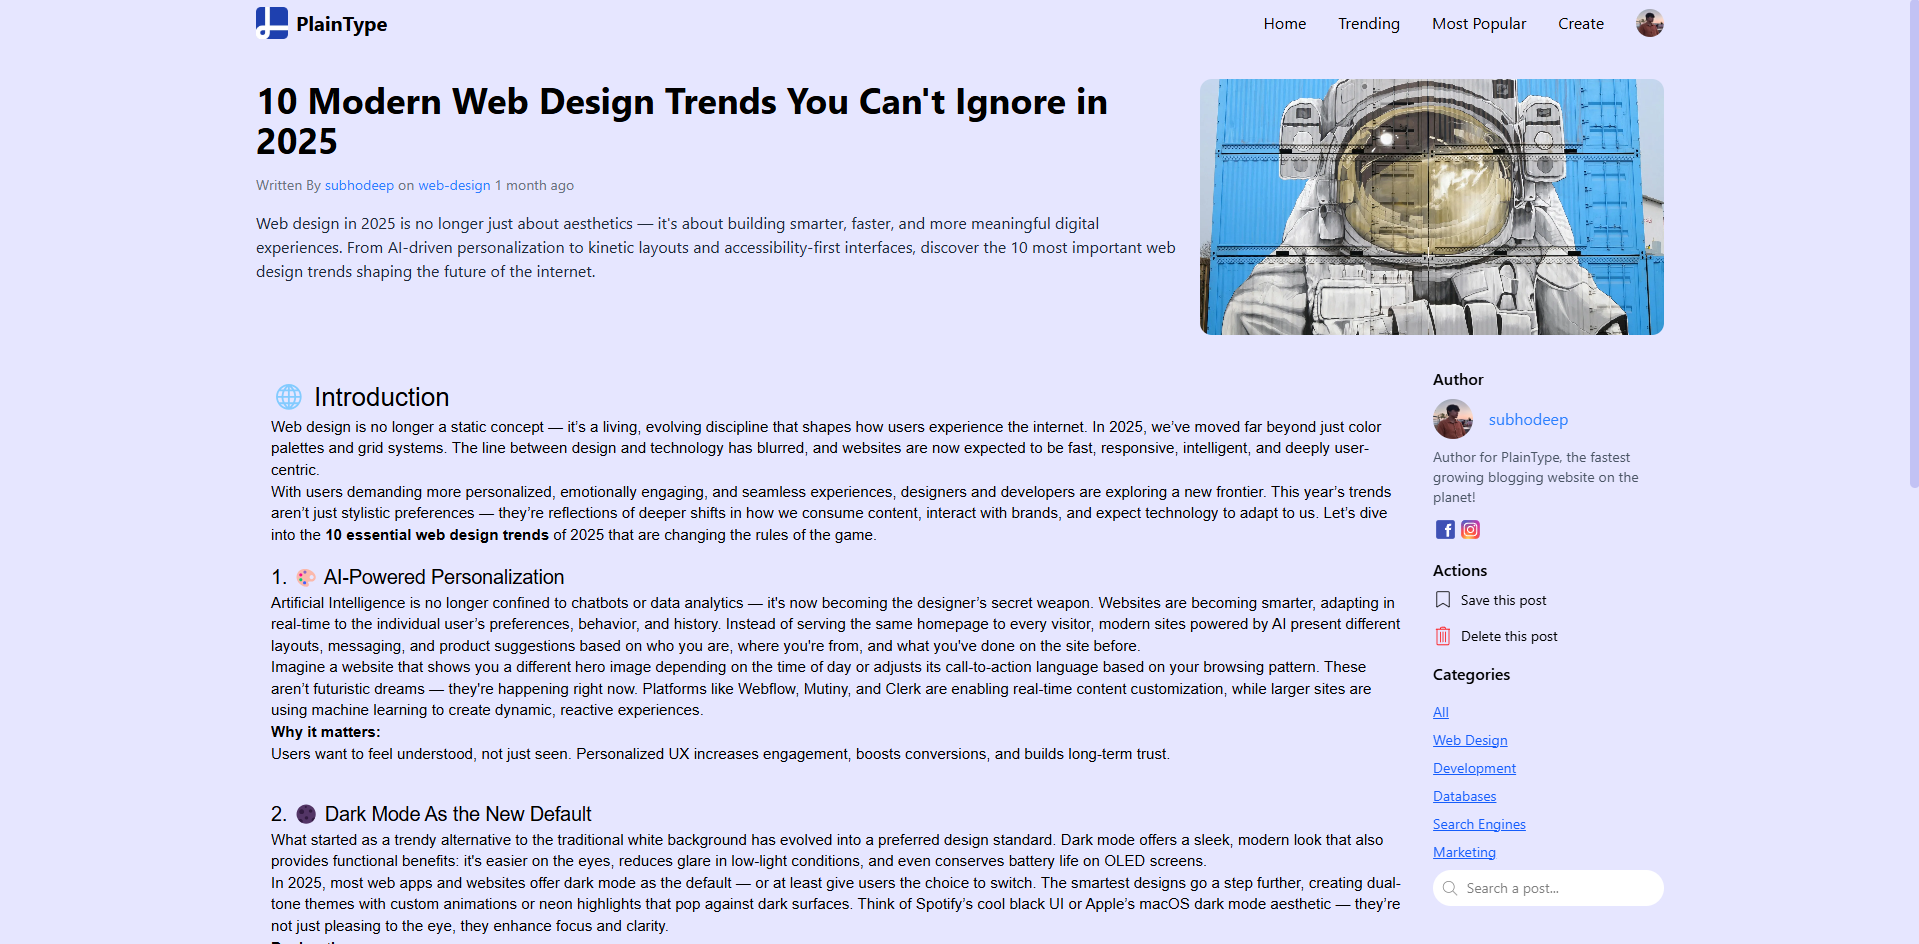 PlainType
Home
Trending
Most Popular
Create
10 Modern Web Design Trends You Can't Ignore in
2025
Written By subhodeep on web-design 1 month ago
Web design in 2025 is no longer just about aesthetics — it's about building smarter, faster, and more meaningful digital
experiences. From AI-driven personalization to kinetic layouts and accessibility-first interfaces, discover the 10 most important web
design trends shaping the future of the internet.
🌐 Introduction
Web design is no longer a static concept — it’s a living, evolving discipline that shapes how users experience the internet. In 2025, we’ve moved far beyond just color
palettes and grid systems. The line between design and technology has blurred, and websites are now expected to be fast, responsive, intelligent, and deeply user-
centric.
With users demanding more personalized, emotionally engaging, and seamless experiences, designers and developers are exploring a new frontier. This year’s trends
aren’t just stylistic preferences — they’re reflections of deeper shifts in how we consume content, interact with brands, and expect technology to adapt to us. Let’s dive
into the 10 essential web design trends of 2025 that are changing the rules of the game.
1. 🎨 AI-Powered Personalization
Artificial Intelligence is no longer confined to chatbots or data analytics — it's now becoming the designer’s secret weapon. Websites are becoming smarter, adapting in
real-time to the individual user’s preferences, behavior, and history. Instead of serving the same homepage to every visitor, modern sites powered by AI present different
layouts, messaging, and product suggestions based on who you are, where you're from, and what you've done on the site before.
Imagine a website that shows you a different hero image depending on the time of day or adjusts its call-to-action language based on your browsing pattern. These
aren’t futuristic dreams — they're happening right now. Platforms like Webflow, Mutiny, and Clerk are enabling real-time content customization, while larger sites are
using machine learning to create dynamic, reactive experiences.
Why it matters:
Users want to feel understood, not just seen. Personalized UX increases engagement, boosts conversions, and builds long-term trust.
2. 🌑 Dark Mode As the New Default
What started as a trendy alternative to the traditional white background has evolved into a preferred design standard. Dark mode offers a sleek, modern look that also
provides functional benefits: it's easier on the eyes, reduces glare in low-light conditions, and even conserves battery life on OLED screens.
In 2025, most web apps and websites offer dark mode as the default — or at least give users the choice to switch. The smartest designs go a step further, creating dual-
tone themes with custom animations or neon highlights that pop against dark surfaces. Think of Spotify’s cool black UI or Apple’s macOS dark mode aesthetic — they’re
not just pleasing to the eye, they enhance focus and clarity.
Author
subhodeep
Author for PlainType, the fastest
growing blogging website on the
planet!
Actions
Save this post
Delete this post
Categories
All
Web Design
Development
Databases
Search Engines
Marketing
Search a post...